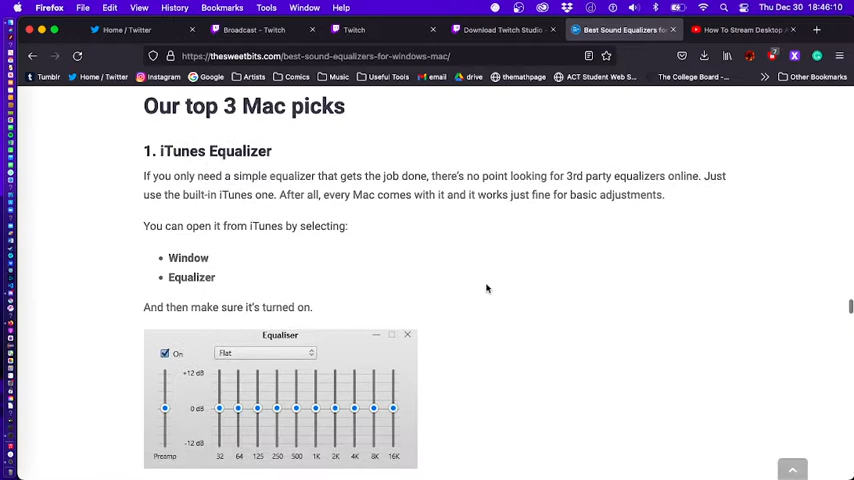 Firefox File Edit View History Bookmarks Tools Window Help Thu Dec 30 18:46:10
Home / Twitter Broadcast - Twitch Twitch Download Twitch Studio - Best Sound Equalizers for How To Stream Desktop A
https://thesweetbits.com/best-sound-equalizers-for-windows-mac/
Tumblr Twitter Instagram Google Artists Comics Music email drive themathpage ACT Student Web S... The College Board -... Other Bookmarks
Our top 3 Mac picks
1. iTunes Equalizer
If you only need a simple equalizer that gets the job done, there's no point looking for 3rd party equalizers online. Just
use the built-in iTunes one. After all, every Mac comes with it and it works just fine for basic adjustments.
You can open it from iTunes by selecting:
Window
Equalizer
And then make sure it's turned on.
Equaliser
On Flat
+12 dB
0 dB
-12 dB
Preamp 32 64 125 250 500 1K 2K 4K 8K 16K